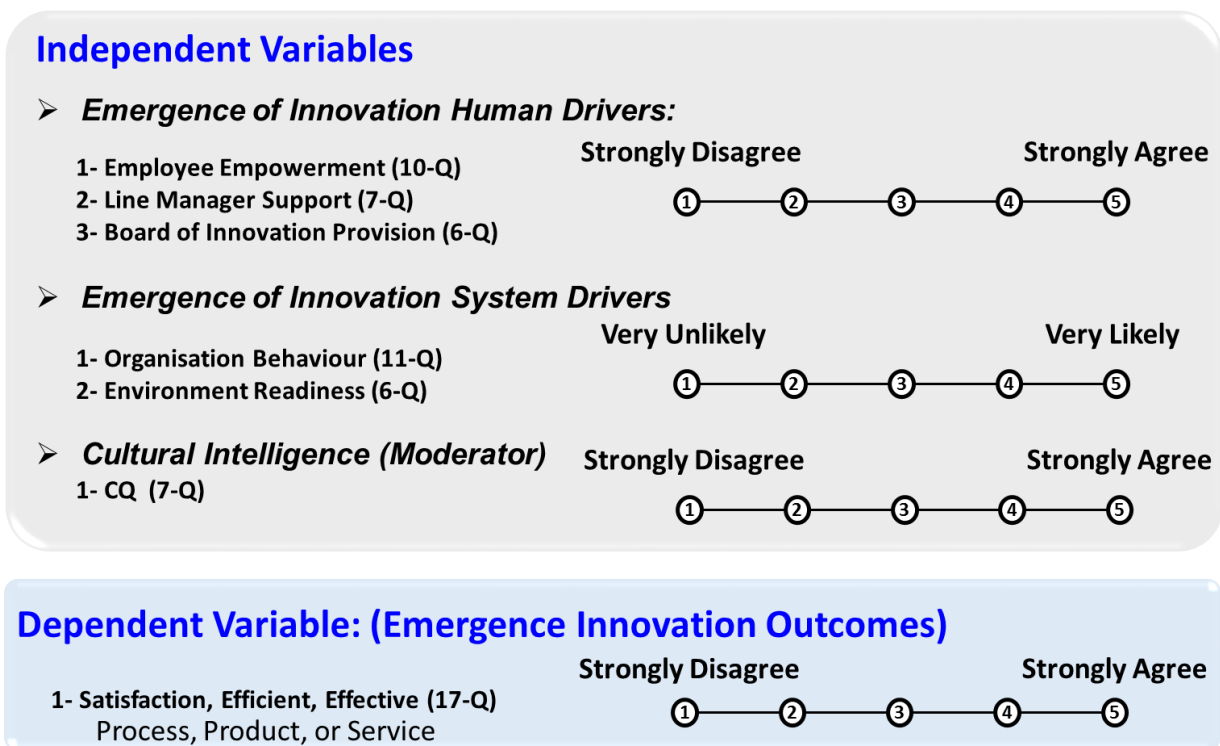 Independent Variables
➢ Emergence of Innovation Human Drivers:
1- Employee Empowerment (10-Q)
2- Line Manager Support (7-Q)
3- Board of Innovation Provision (6-Q)
Strongly Disagree Strongly Agree
1 2 3 4 5
➢ Emergence of Innovation System Drivers
1- Organisation Behaviour (11-Q)
2- Environment Readiness (6-Q)
Very Unlikely Very Likely
1 2 3 4 5
➢ Cultural Intelligence (Moderator)
1- CQ (7-Q)
Strongly Disagree Strongly Agree
1 2 3 4 5
Dependent Variable: (Emergence Innovation Outcomes)
1- Satisfaction, Efficient, Effective (17-Q)
Process, Product, or Service
Strongly Disagree Strongly Agree
1 2 3 4 5